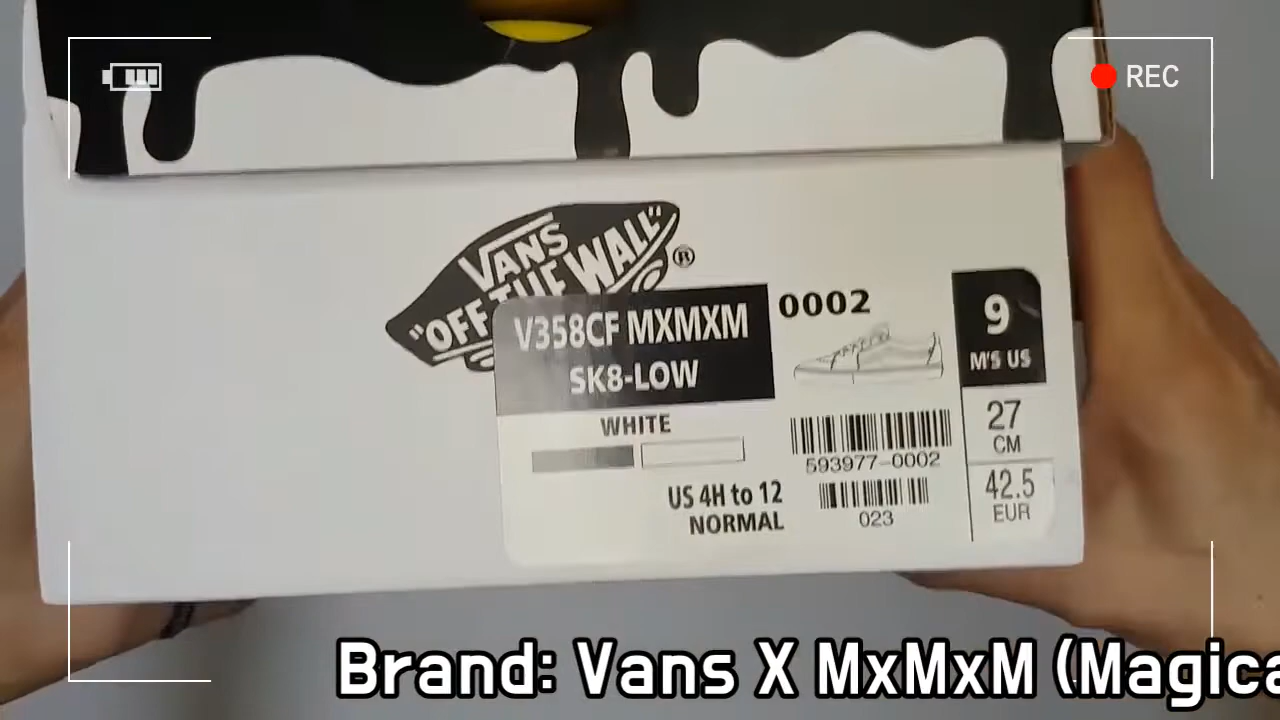 REC
VANS
"OFF THE WALL"
®
V358CF MXMXM
SK8-LOW
WHITE
US 4H to 12
NORMAL
0002
593977-0002
023
9
M'S US
27
CM
42.5
EUR
Brand: Vans X MxMxM (Magica